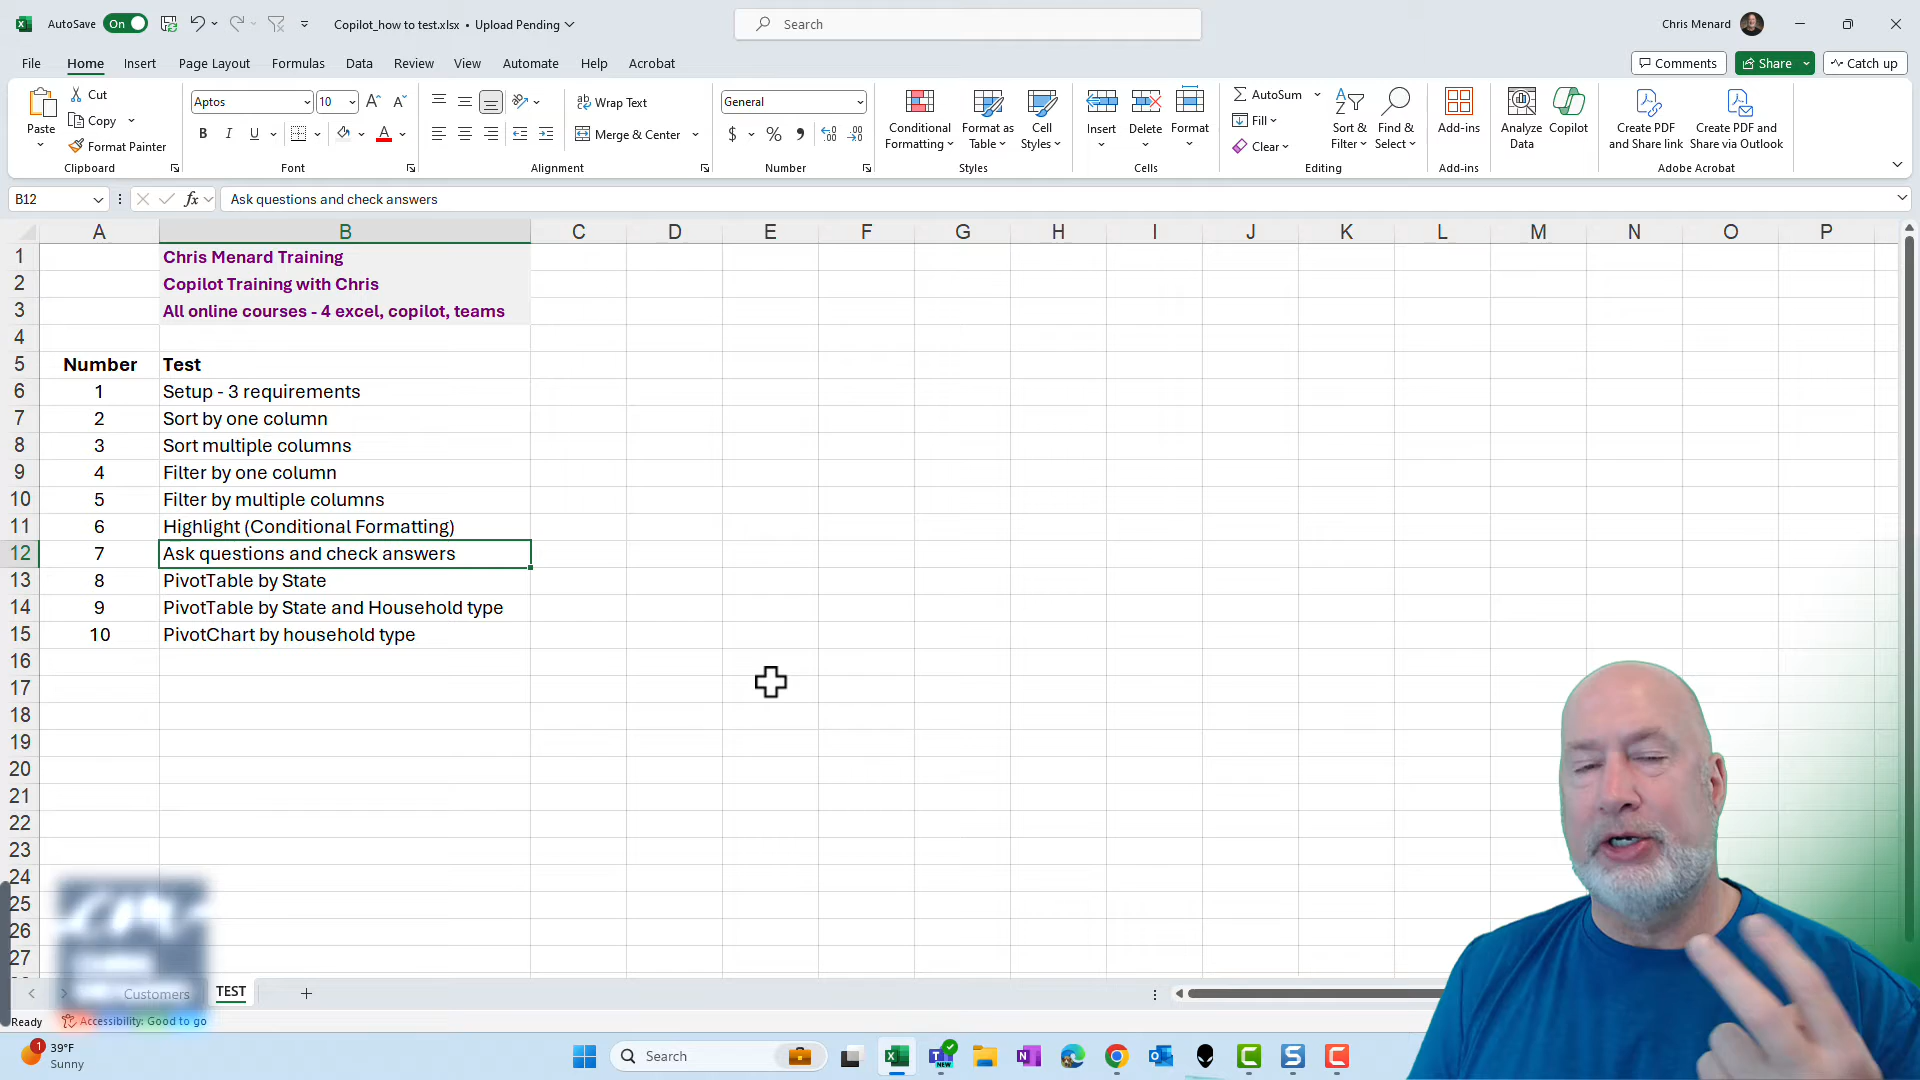 AutoSave On Copilot_how to test.xlsx • Upload Pending Search Chris Menard
File Home Insert Page Layout Formulas Data Review View Automate Help Acrobat Comments Share Catch up
Paste Cut Copy Format Painter Clipboard
Aptos 10 B I U A Font
Wrap Text Merge & Center Alignment
General $ % Number
Conditional Formatting Format as Table Cell Styles Styles
Insert Delete Format Cells
AutoSum Fill Clear Sort & Filter Find & Select Editing
Add-ins Add-ins
Analyze Data Copilot
Create PDF and Share link Create PDF and Share via Outlook Adobe Acrobat
B12 fx Ask questions and check answers
A B C D E F G H I J K L M N O P
1 Chris Menard Training
2 Copilot Training with Chris
3 All online courses - 4 excel, copilot, teams
4
5 Number Test
6 1 Setup - 3 requirements
7 2 Sort by one column
8 3 Sort multiple columns
9 4 Filter by one column
10 5 Filter by multiple columns
11 6 Highlight (Conditional Formatting)
12 7 Ask questions and check answers
13 8 PivotTable by State
14 9 PivotTable by State and Household type
15 10 PivotChart by household type
16
17
18
19
20
21
22
23
24
25
26
27
Customers TEST
Ready Accessibility: Good to go
1 39°F
Sunny
Search
NEW